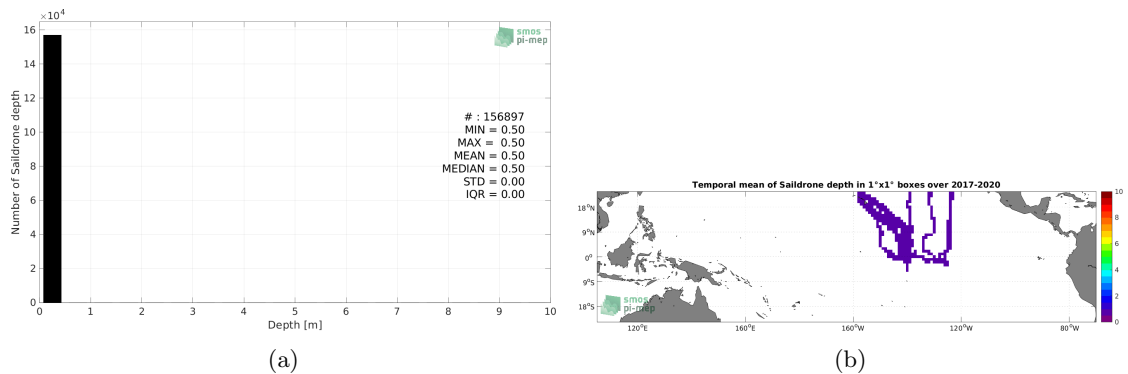 ×10⁴
16
14
12
10
8
6
4
2
0
Number of Saildrone depth
smos
pi-mep
# : 156897
MIN = 0.50
MAX = 0.50
MEAN = 0.50
MEDIAN = 0.50
STD = 0.00
IQR = 0.00
0 1 2 3 4 5 6 7 8 9 10
Depth [m]
(a)
Temporal mean of Saildrone depth in 1°x1° boxes over 2017-2020
18°N
9°N
0°
9°S
18°S
smos
pi-mep
120°E 160°E 160°W 120°W 80°W
10
8
6
4
2
0
(b)